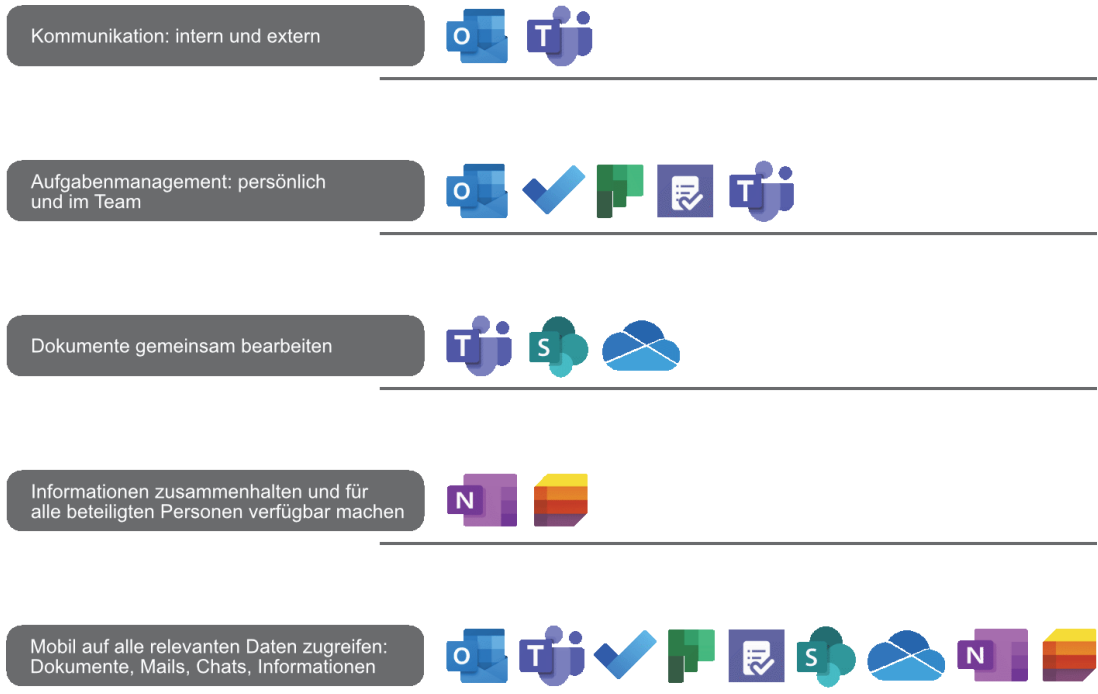 Kommunikation: intern und extern
O T
Aufgabenmanagement: persönlich
und im Team
O T
Dokumente gemeinsam bearbeiten
T S
Informationen zusammenhalten und für
alle beteiligten Personen verfügbar machen
N
Mobil auf alle relevanten Daten zugreifen:
Dokumente, Mails, Chats, Informationen
O T S N